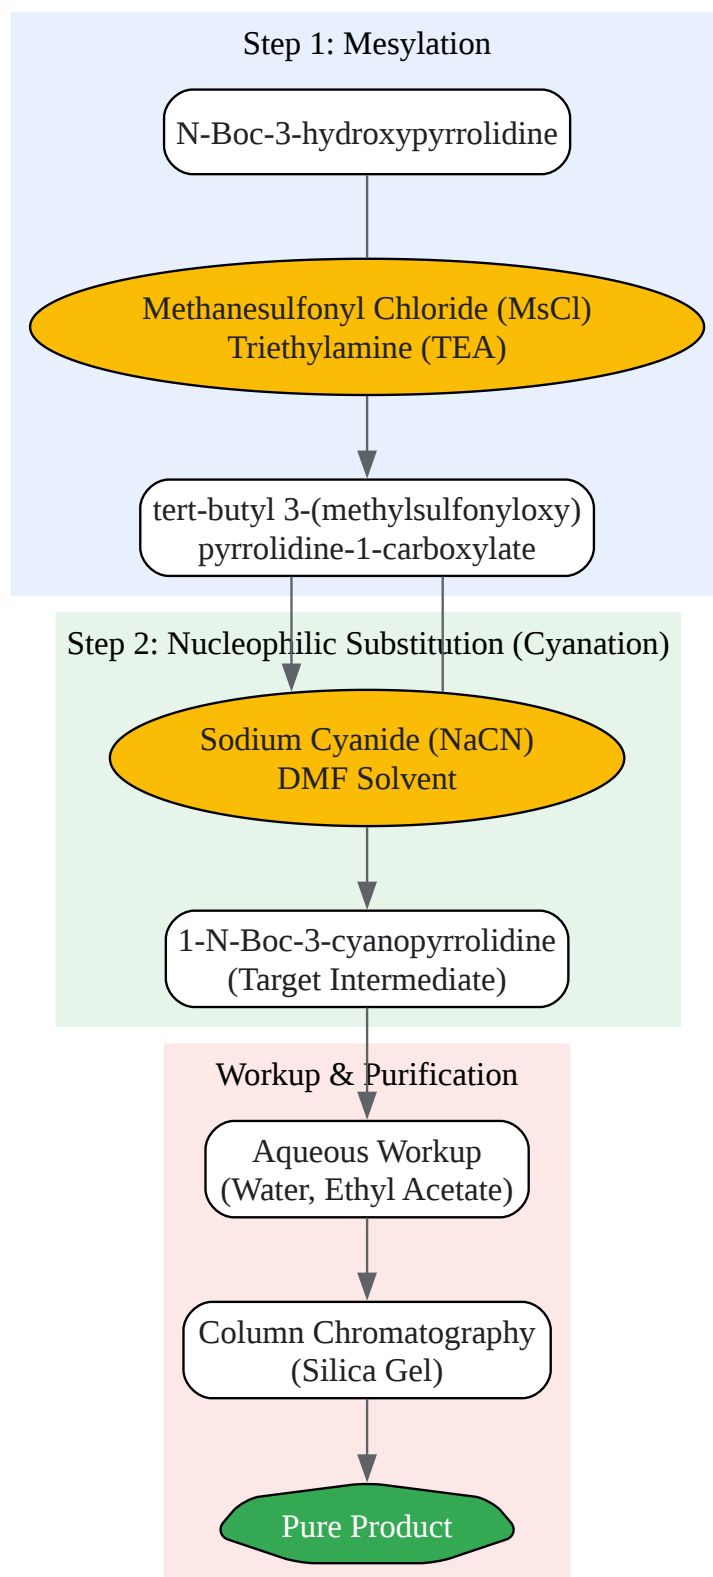 Step 1: Mesylation
N-Boc-3-hydroxypyrrolidine
Methanesulfonyl Chloride (MsCl)
Triethylamine (TEA)
tert-butyl 3-(methylsulfonyloxy)
pyrrolidine-1-carboxylate
Step 2: Nucleophilic Substitution (Cyanation)
Sodium Cyanide (NaCN)
DMF Solvent
1-N-Boc-3-cyanopyrrolidine
(Target Intermediate)
Workup & Purification
Aqueous Workup
(Water, Ethyl Acetate)
Column Chromatography
(Silica Gel)
Pure Product